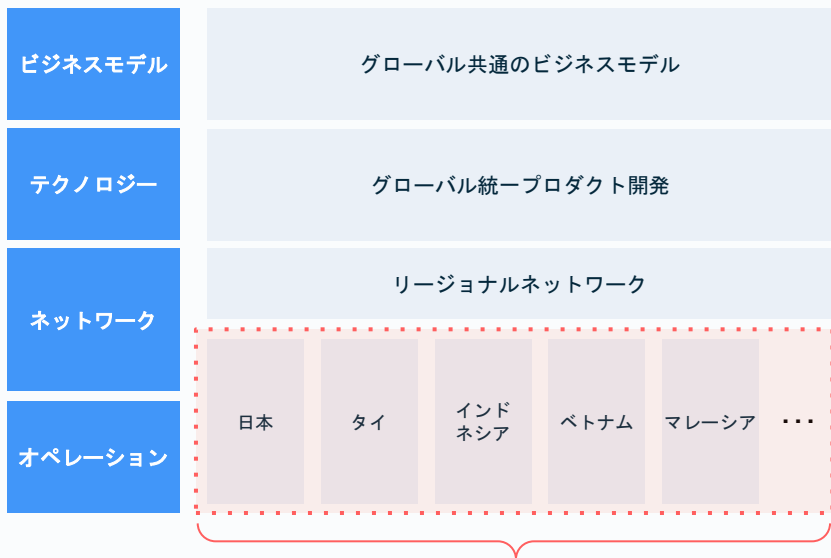 ビジネスモデル
グローバル共通のビジネスモデル
テクノロジー
グローバル統一プロダクト開発
ネットワーク
リージョナルネットワーク
オペレーション
日本
タイ
インド
ネシア
ベトナム
マレーシア
･･･